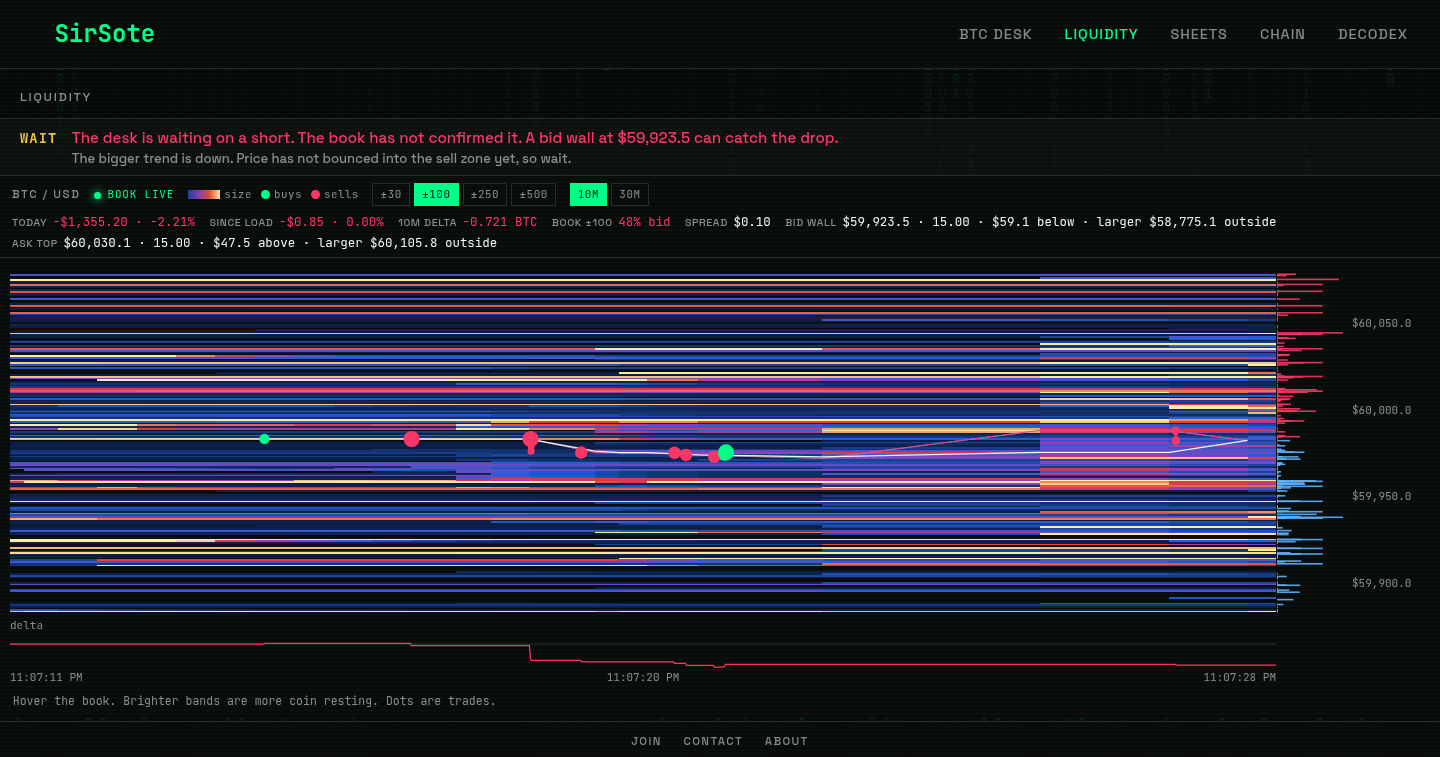 SirSote
BTC DESK LIQUIDITY SHEETS CHAIN DECODEX
LIQUIDITY
WAIT The desk is waiting on a short. The book has not confirmed it. A bid wall at $59,923.5 can catch the drop.
The bigger trend is down. Price has not bounced into the sell zone yet, so wait.
BTC / USD BOOK LIVE size buys sells ±30 ±100 ±250 ±500 10M 30M
TODAY -$1,355.20 · -2.21% SINCE LOAD -$0.85 · 0.00% 10M DELTA -0.721 BTC BOOK ±100 48% bid SPREAD $0.10 BID WALL $59,923.5 · 15.00 · $59.1 below · larger $58,775.1 outside
ASK TOP $60,030.1 · 15.00 · $47.5 above · larger $60,105.8 outside
$60,050.0
$60,000.0
$59,950.0
$59,900.0
delta
11:07:11 PM 11:07:20 PM 11:07:28 PM
Hover the book. Brighter bands are more coin resting. Dots are trades.
JOIN CONTACT ABOUT